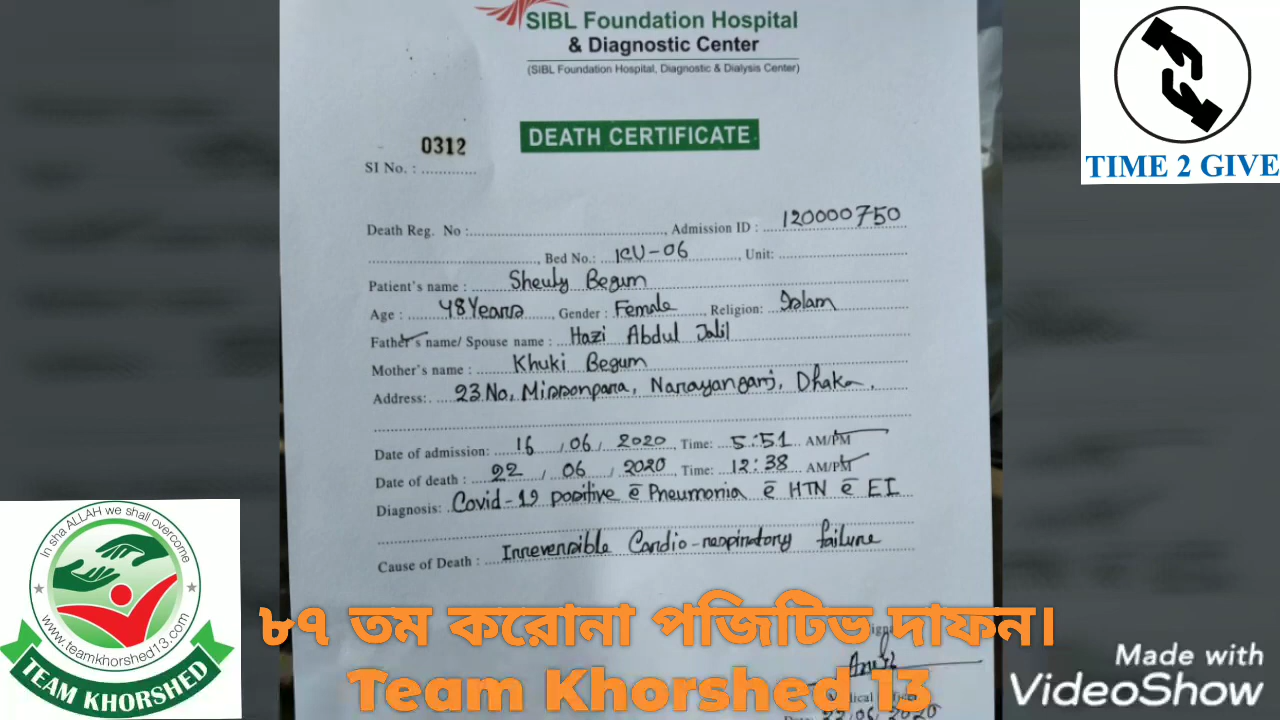 SIBL Foundation Hospital
& Diagnostic Center
(SIBL Foundation Hospital, Diagnostic & Dialysis Center)
DEATH CERTIFICATE
SI No. : 0312
Death Reg. No : Admission ID : 120000750
Bed No.: ICU-06 Unit:
Patient's name : Sheuly Begum
Age : 48 Years Gender : Female Religion: Islam
Father's name/ Spouse name : Hazi Abdul Jalil
Mother's name : Khuki Begum
Address: 23 No, Missonpara, Narayanganj, Dhaka.
Date of admission: 16 / 06 / 2020, Time: 5:51 AM/PM
Date of death : 22 / 06 / 2020 Time : 12:38 AM/PM
Diagnosis: Covid-19 positive c̄ Pneumonia c̄ HTN c̄ EI
Cause of Death : Irreversible Cardio-respiratory failure
Medical Officer
22/06/2020
TIME 2 GIVE
In sha ALLAH we shall overcome
www.teamkhorshed13.com
TEAM KHORSHED
৮৭ তম করোনা পজিটিভ দাফন।
Team Khorshed 13
Made with
VideoShow